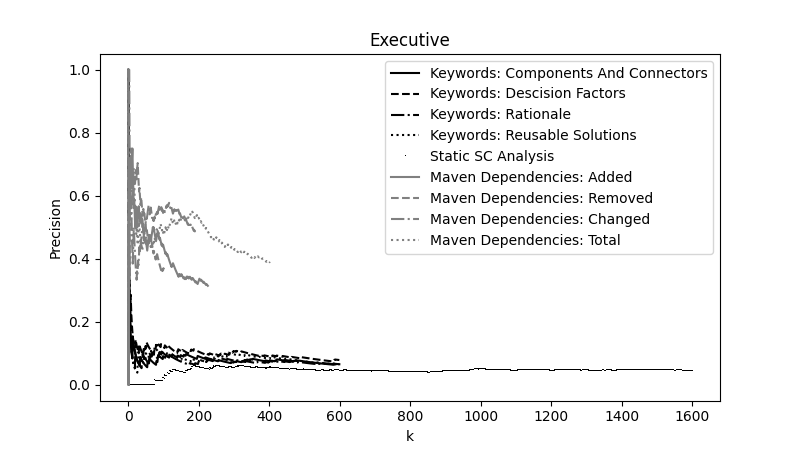 Executive
Keywords: Components And Connectors
Keywords: Descision Factors
Keywords: Rationale
Keywords: Reusable Solutions
Static SC Analysis
Maven Dependencies: Added
Maven Dependencies: Removed
Maven Dependencies: Changed
Maven Dependencies: Total
Precision
1.0
0.8
0.6
0.4
0.2
0.0
0 200 400 600 800 1000 1200 1400 1600
k